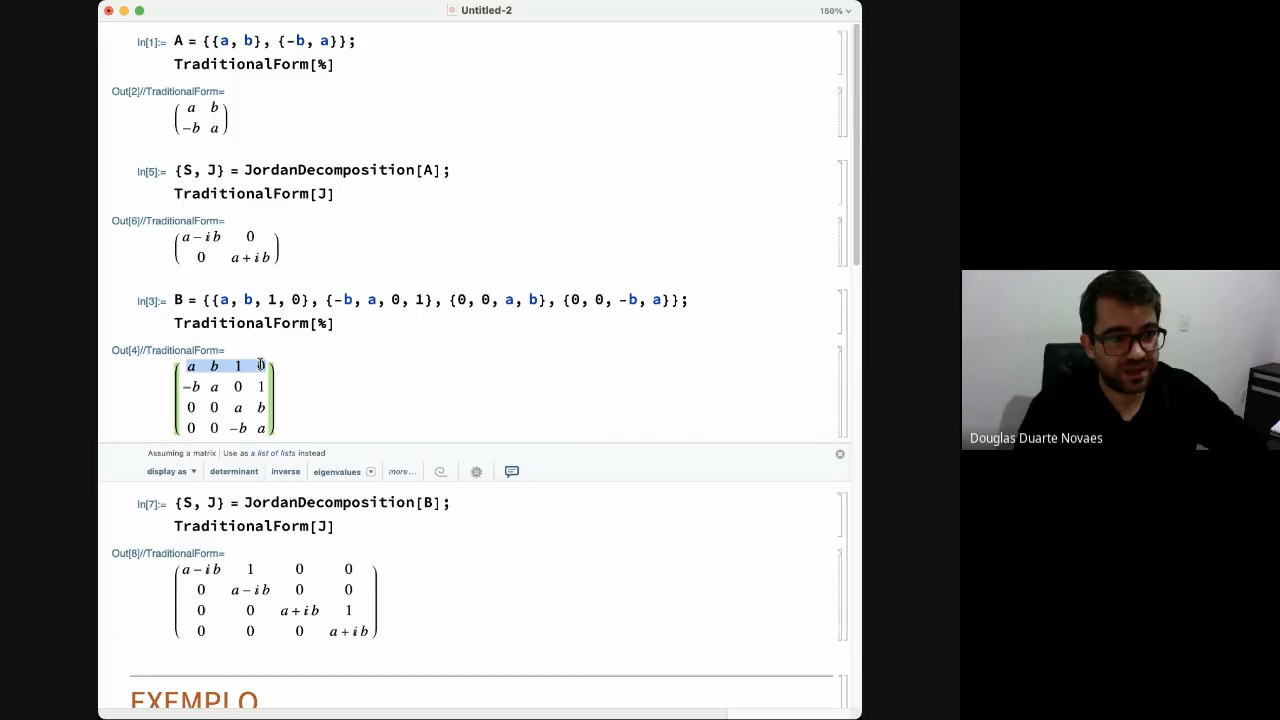 Untitled-2
150%
In[1]:= A = {{a, b}, {-b, a}};
TraditionalForm[%]
Out[2]//TraditionalForm=
a b
-b a
In[5]:= {S, J} = JordanDecomposition[A];
TraditionalForm[J]
Out[6]//TraditionalForm=
a - i b 0
0 a + i b
In[3]:= B = {{a, b, 1, 0}, {-b, a, 0, 1}, {0, 0, a, b}, {0, 0, -b, a}};
TraditionalForm[%]
Out[4]//TraditionalForm=
a b 1 0
-b a 0 1
0 0 a b
0 0 -b a
Assuming a matrix | Use as a list of lists instead
display as determinant inverse eigenvalues more...
In[7]:= {S, J} = JordanDecomposition[B];
TraditionalForm[J]
Out[8]//TraditionalForm=
a - i b 1 0 0
0 a - i b 0 0
0 0 a + i b 1
0 0 0 a + i b
EXEMPLO
Douglas Duarte Novaes